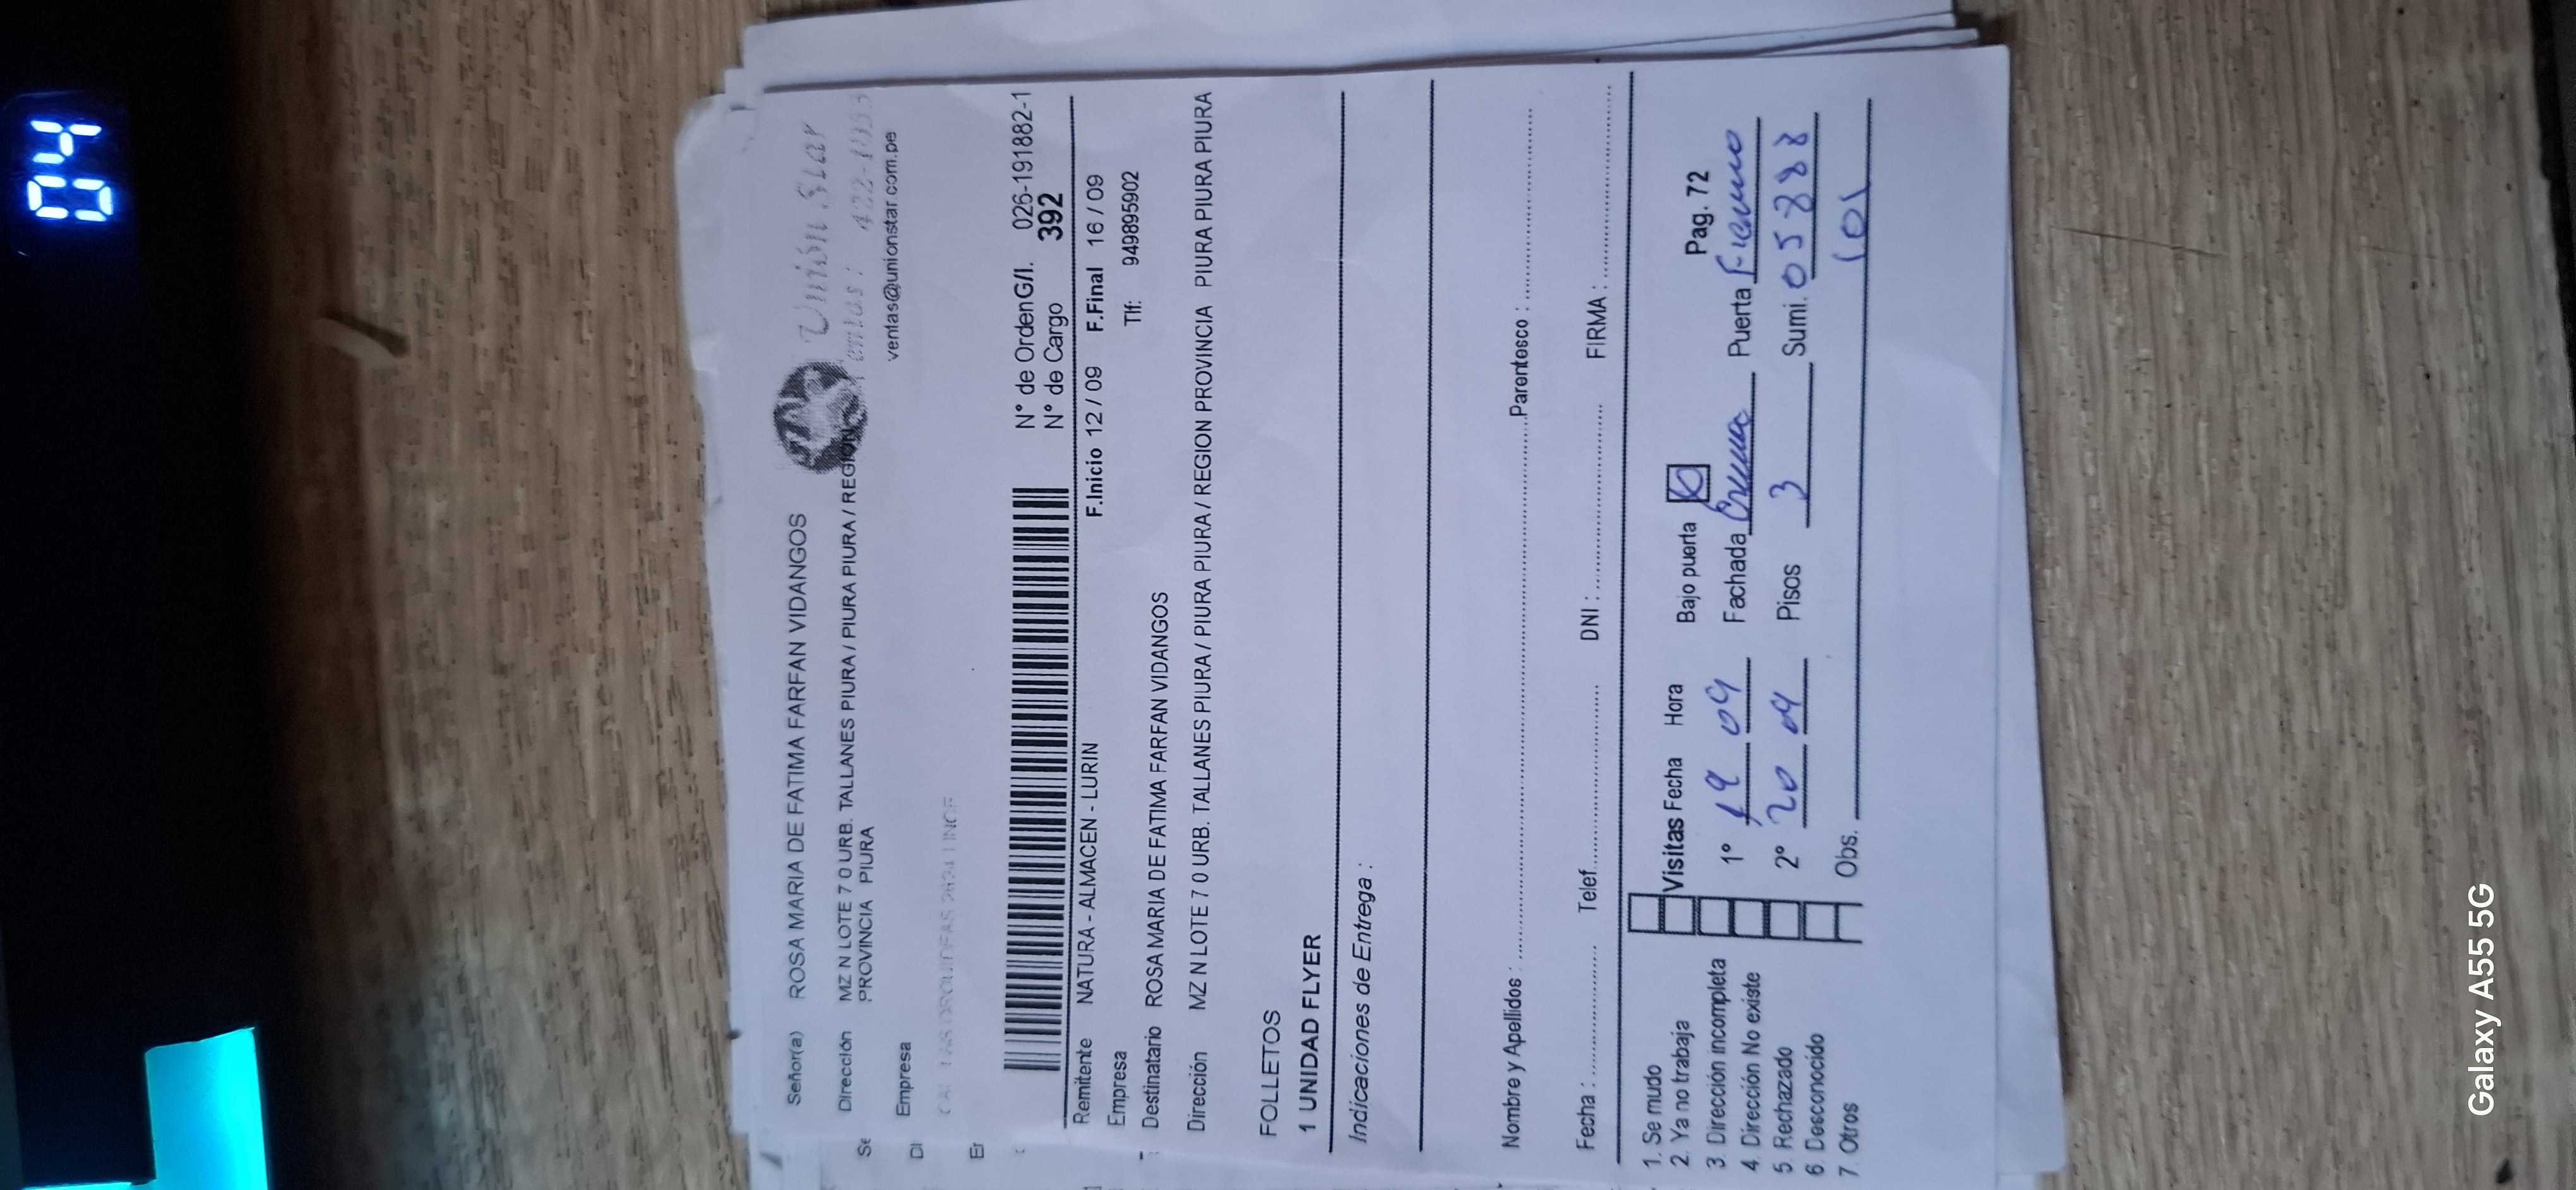 04
Señor(a) ROSA MARIA DE FATIMA FARFAN VIDANGOS
Unión Star
Dirección MZ N LOTE 7 0 URB. TALLANES PIURA / PIURA PIURA / REGION
PROVINCIA PIURA
ventas@unionstar.com.pe
Empresa
N° de OrdenG/I. 026-191882-1
N° de Cargo 392
Remitente NATURA - ALMACEN - LURIN F.Inicio 12 / 09 F.Final 16 / 09
Empresa Tlf: 949895902
Destinatario ROSA MARIA DE FATIMA FARFAN VIDANGOS
Dirección MZ N LOTE 7 0 URB. TALLANES PIURA / PIURA PIURA / REGION PROVINCIA PIURA PIURA PIURA
FOLLETOS
1 UNIDAD FLYER
Indicaciones de Entrega :
Nombre y Apellidos : Parentesco :
Fecha : Telef. DNI : FIRMA :
1. Se mudo
2. Ya no trabaja
3. Dirección incompleta
4. Dirección No existe
5. Rechazado
6. Desconocido
7. Otros
Visitas Fecha Hora Bajo puerta Pag. 72
1° 19 09 Fachada Crema Puerta Fierro
2° 20 09 Pisos 3 Sumi.
Obs.
Galaxy A55 5G